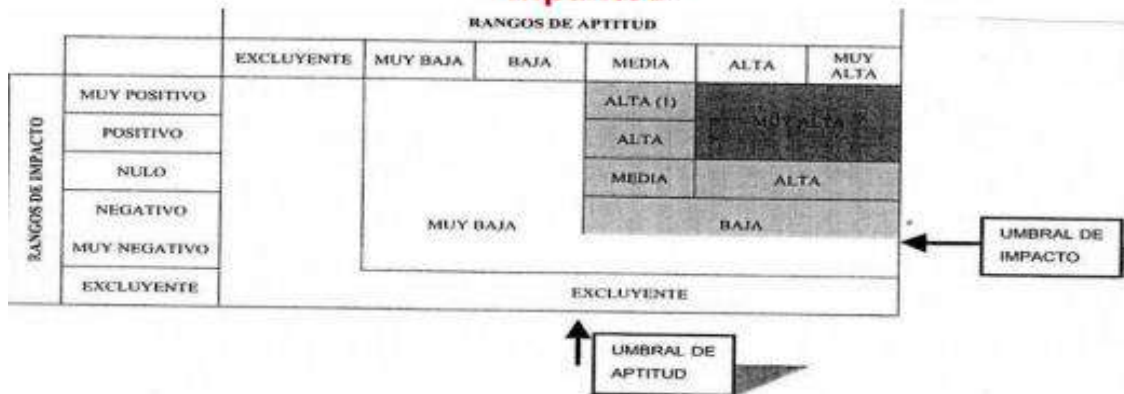 RANGOS DE APTITUD
EXCLUYENTE MUY BAJA BAJA MEDIA ALTA MUY ALTA
RANGOS DE IMPACTO
MUY POSITIVO ALTA (1) MUY ALTA
POSITIVO ALTA
NULO MEDIA ALTA
NEGATIVO MUY BAJA BAJA
MUY NEGATIVO
EXCLUYENTE EXCLUYENTE
UMBRAL DE
IMPACTO
UMBRAL DE
APTITUD